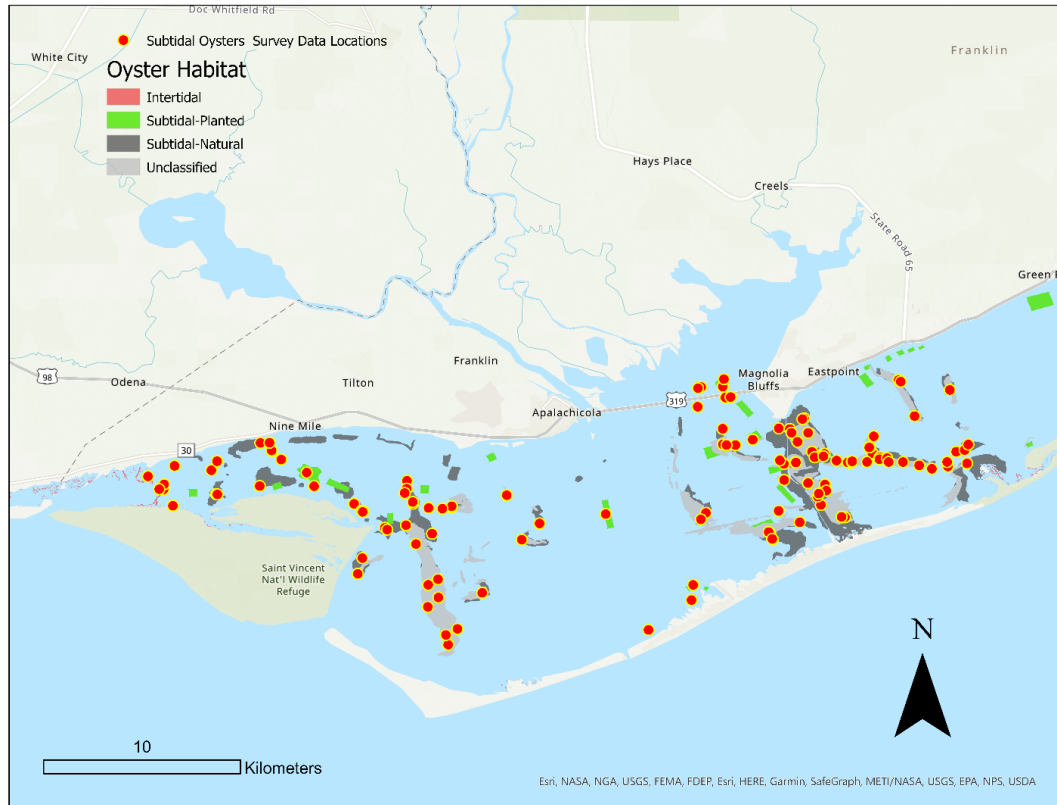 Doc Whitfield Rd
Subtidal Oysters Survey Data Locations
White City
Franklin
Oyster Habitat
Intertidal
Subtidal-Planted
Subtidal-Natural
Unclassified
Hays Place
Creels
State Road 65
Green
Franklin
Magnolia
Bluffs
Eastpoint
98
Odena
Tilton
319
Apalachicola
Nine Mile
30
Saint Vincent
Nat'l Wildlife
Refuge
N
10
Kilometers
Esri, NASA, NGA, USGS, FEMA, FDEP, Esri, HERE, Garmin, SafeGraph, METI/NASA, USGS, EPA, NPS, USDA